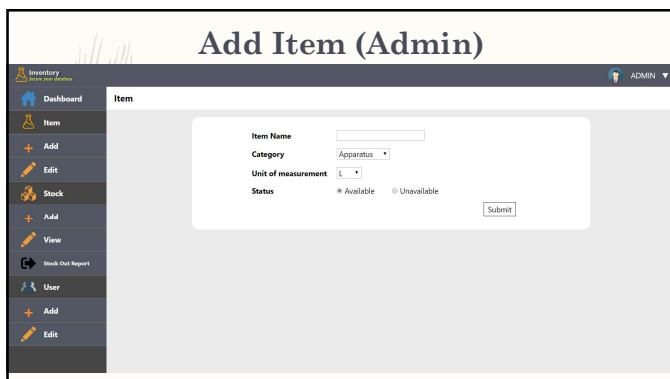 Add Item (Admin)
Inventory
Secure your database
ADMIN ▼
Dashboard
Item
Add
Edit
Stock
Add
View
Stock Out Report
User
Add
Edit
Item
Item Name
Category Apparatus
Unit of measurement L
Status Available Unavailable
Submit